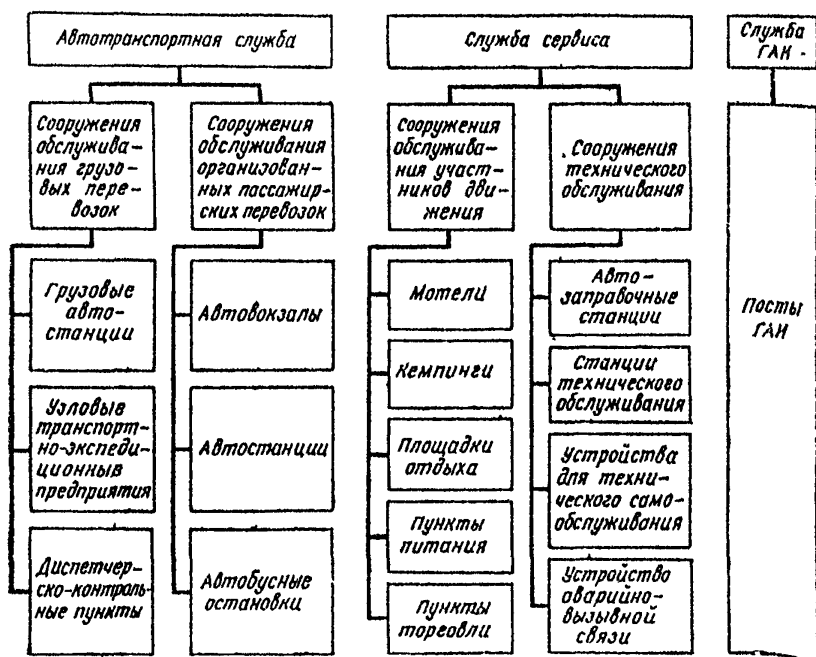 Автотранспортная служба
Служба сервиса
Служба
ГАИ -
Сооружения
обслужива-
ния грузо-
вых пере-
возок
Сооружения
обслуживания
организован-
ных пассажир-
ских перевозок
Сооружения
обслужива-
ния участ-
ников дви-
жения
Сооружения
технического
обслуживания
Грузовые
авто-
станции
Узловые
транспорт-
но-экспеди-
ционные
предприятия
Диспетчер-
ско-контроль-
ные пункты
Автовокзалы
Автостанции
Автобусные
остановки
Мотели
Кемпинги
Площадки
отдыха
Пункты
питания
Пункты
торговли
Авто-
заправочные
станции
Станции
технического
обслуживания
Устройства
для техни-
ческого само-
обслуживания
Устройство
аварийно-
вызывной
связи
Посты
ГАИ